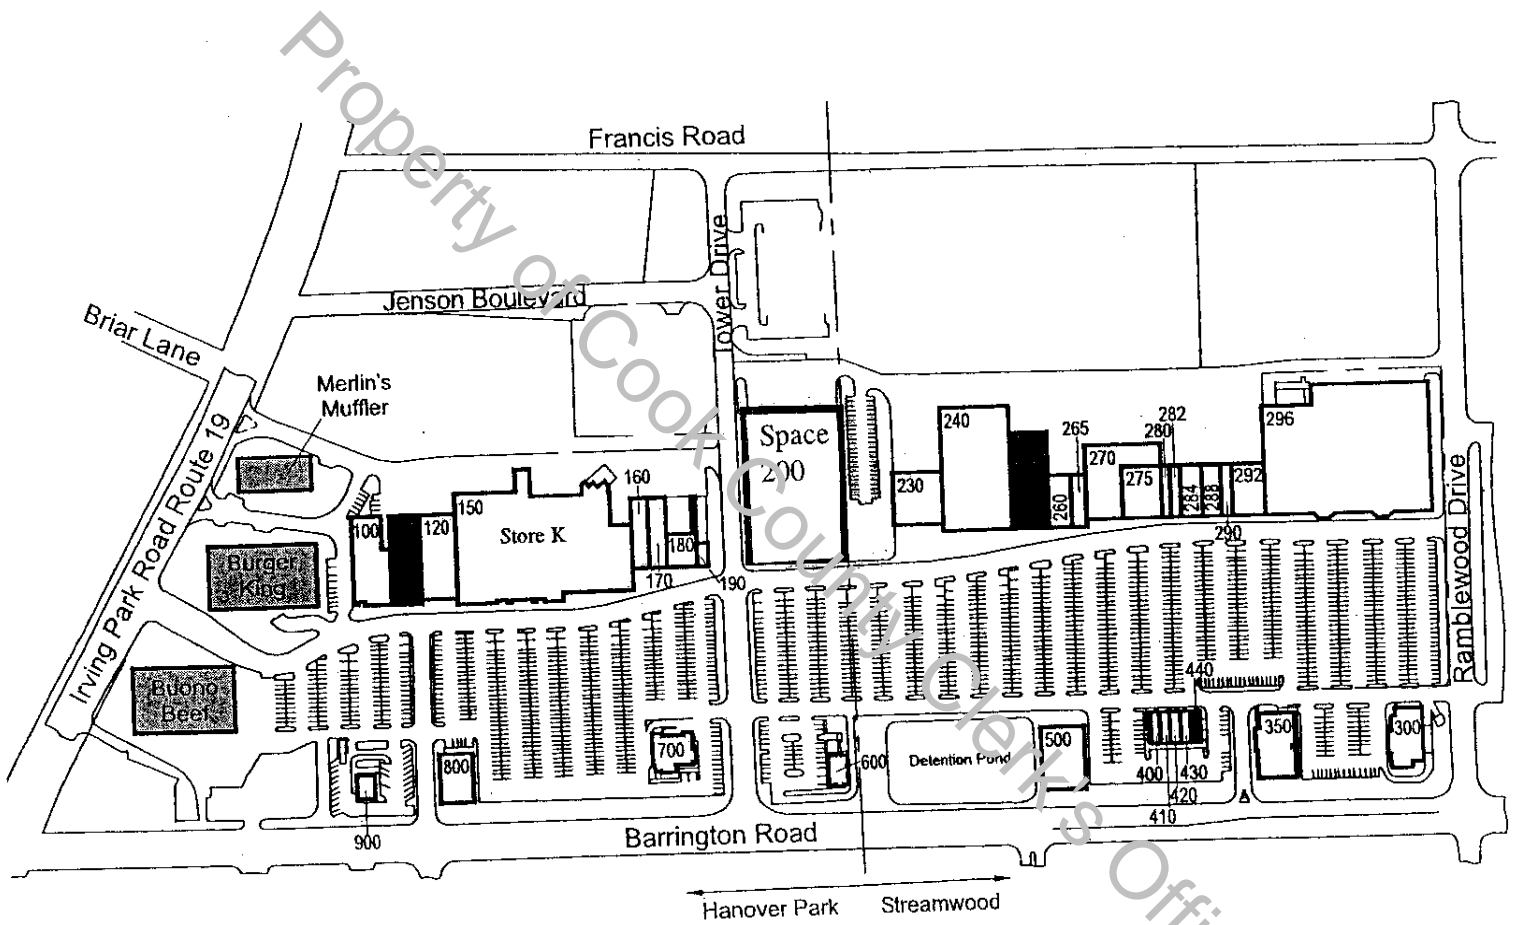 Property of Cook County Clerk's Offi
Francis Road
Tower Drive
Jenson Boulevard
Briar Lane
Merlin's
Muffler
Irving Park Road Route 19
Burger
King
Buono
Beef
100
120
150
Store K
160
170
180
190
Space
200
230
240
260
265
270
275
280
282
284
288
290
292
296
Ramblewood Drive
440
300
350
400
430
420
410
500
Detention Pond
600
700
800
900
Barrington Road
Hanover Park
Streamwood